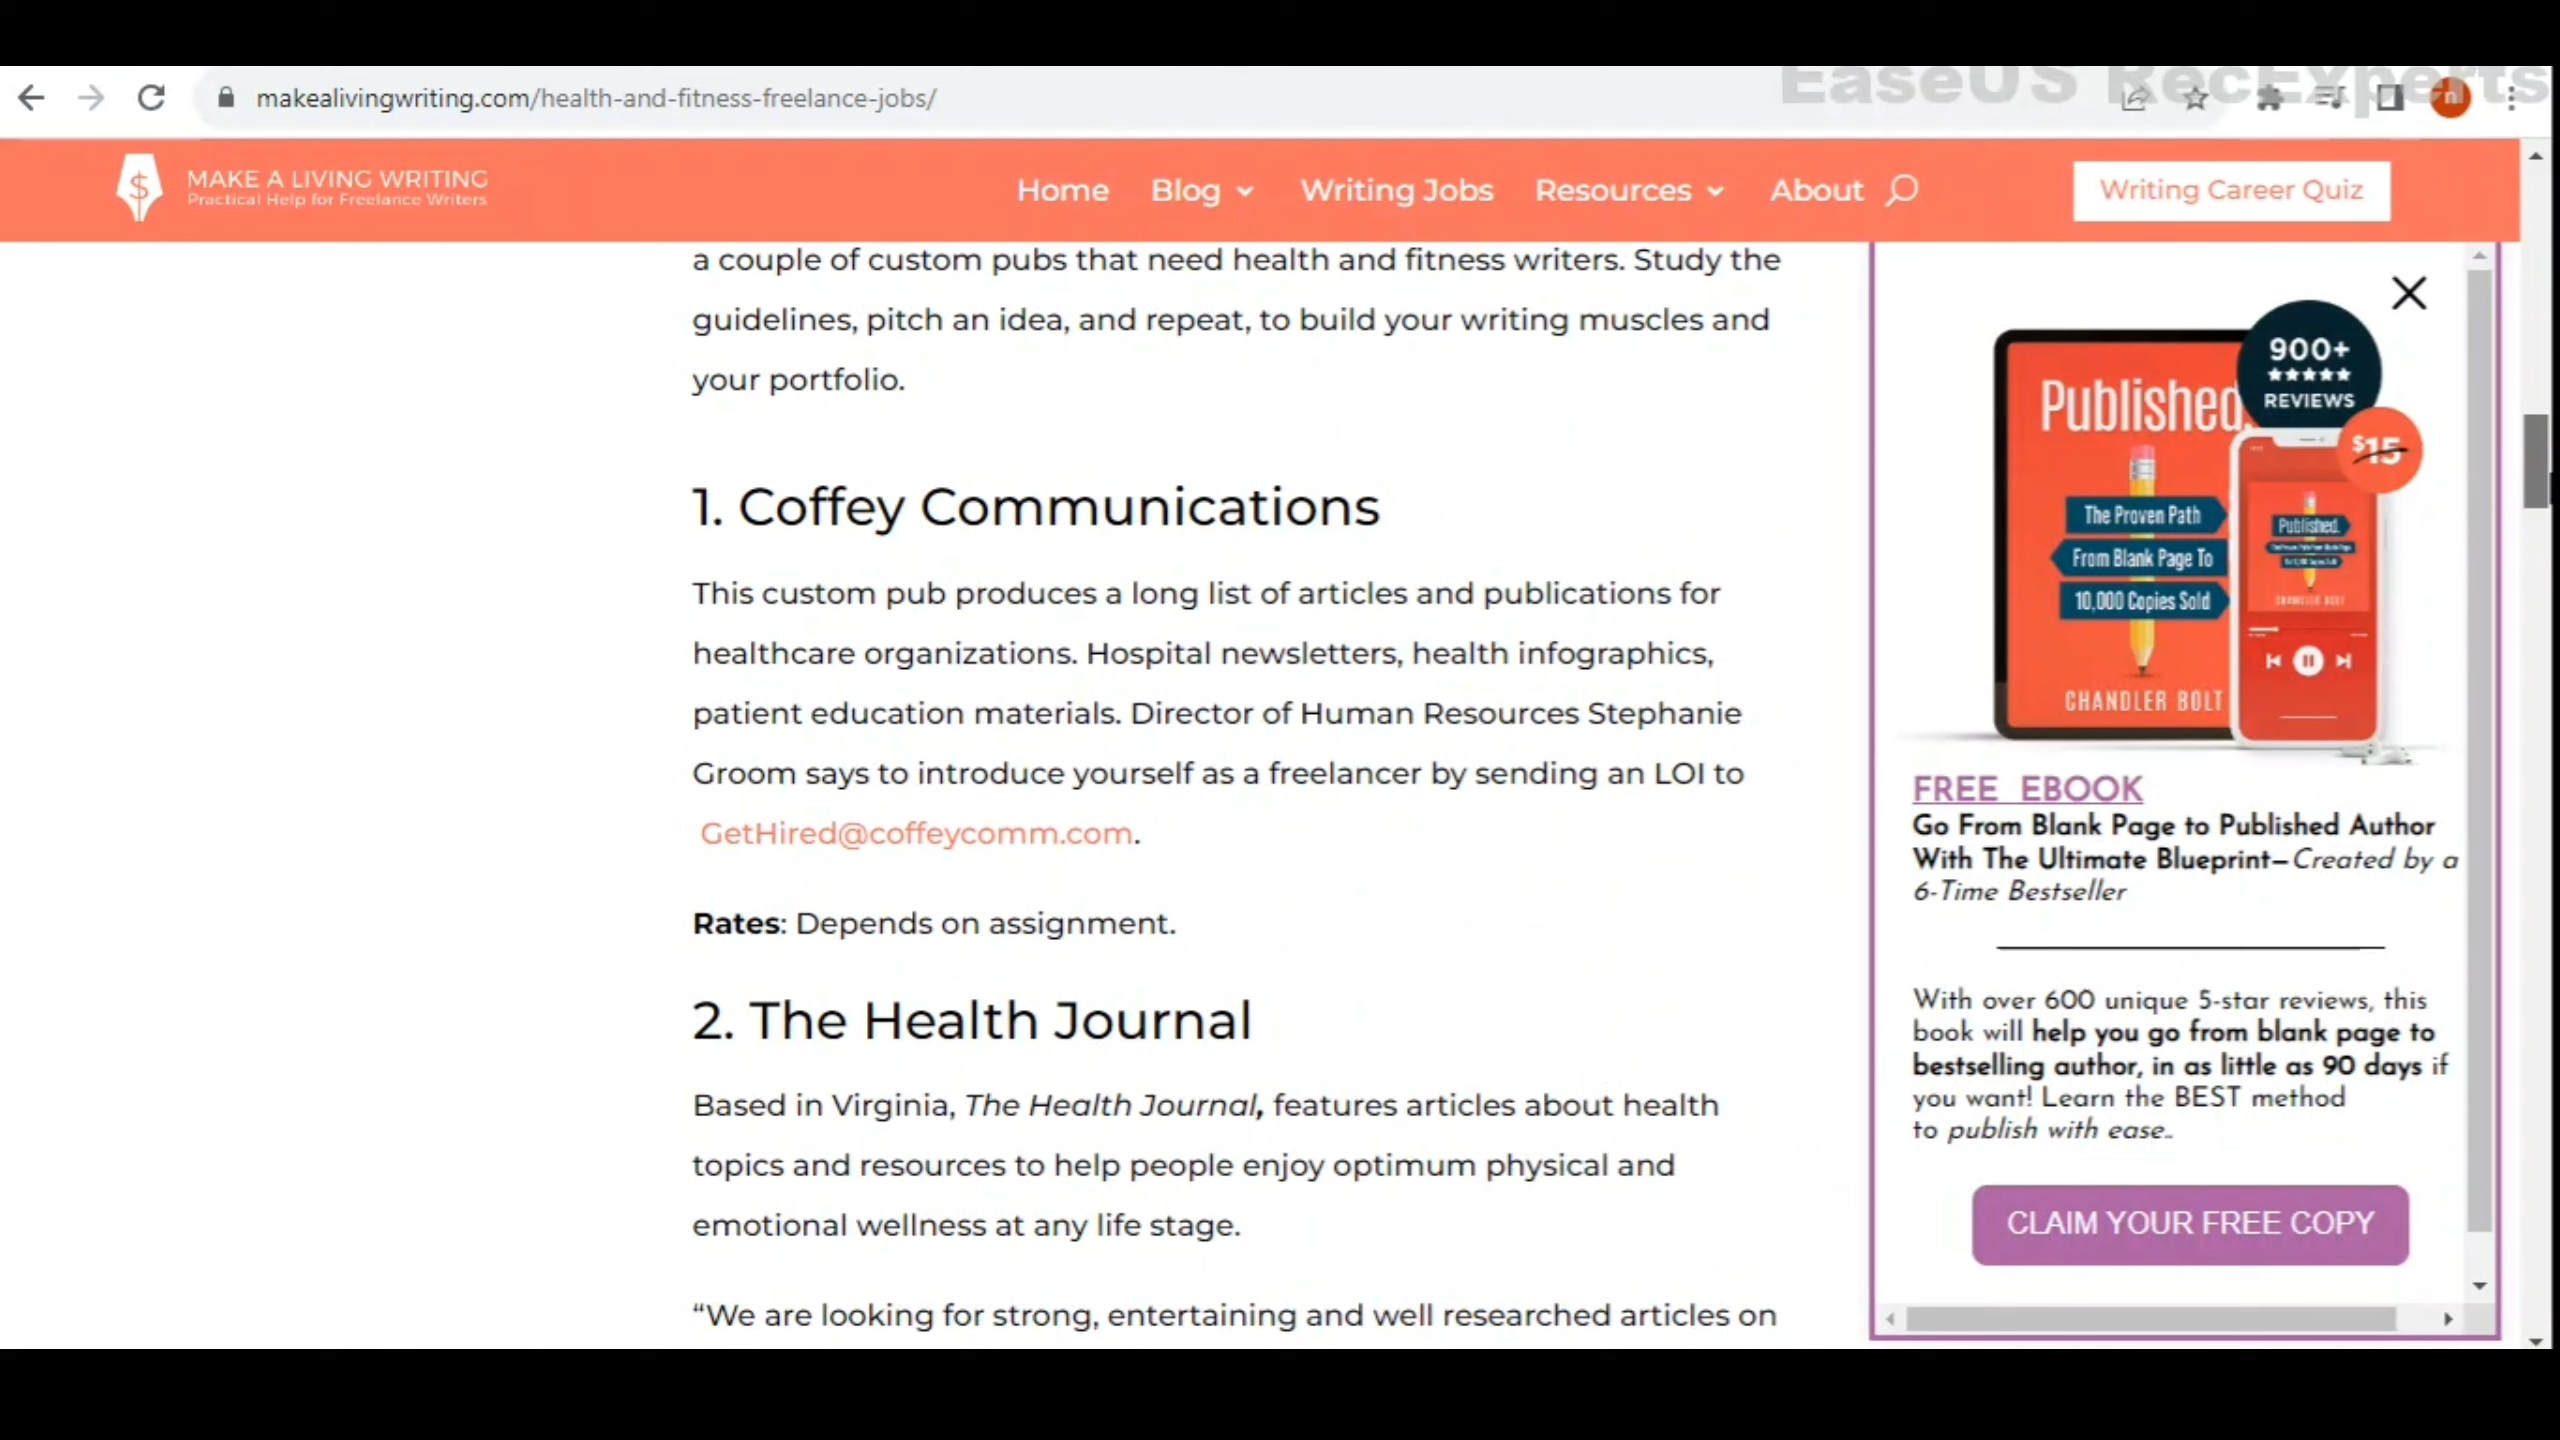 EaseUS RecExperts
makealivingwriting.com/health-and-fitness-freelance-jobs/
n
MAKE A LIVING WRITING
Practical Help for Freelance Writers
$
Home Blog Writing Jobs Resources About
Writing Career Quiz
a couple of custom pubs that need health and fitness writers. Study the
guidelines, pitch an idea, and repeat, to build your writing muscles and
your portfolio.
1. Coffey Communications
This custom pub produces a long list of articles and publications for
healthcare organizations. Hospital newsletters, health infographics,
patient education materials. Director of Human Resources Stephanie
Groom says to introduce yourself as a freelancer by sending an LOI to
GetHired@coffeycomm.com.
Rates: Depends on assignment.
2. The Health Journal
Based in Virginia, The Health Journal, features articles about health
topics and resources to help people enjoy optimum physical and
emotional wellness at any life stage.
“We are looking for strong, entertaining and well researched articles on
900+
REVIEWS
$15
Published.
The Proven Path
From Blank Page To
10,000 Copies Sold
CHANDLER BOLT
Published.
FREE EBOOK
Go From Blank Page to Published Author
With The Ultimate Blueprint—Created by a
6-Time Bestseller
With over 600 unique 5-star reviews, this
book will help you go from blank page to
bestselling author, in as little as 90 days if
you want! Learn the BEST method
to publish with ease..
CLAIM YOUR FREE COPY